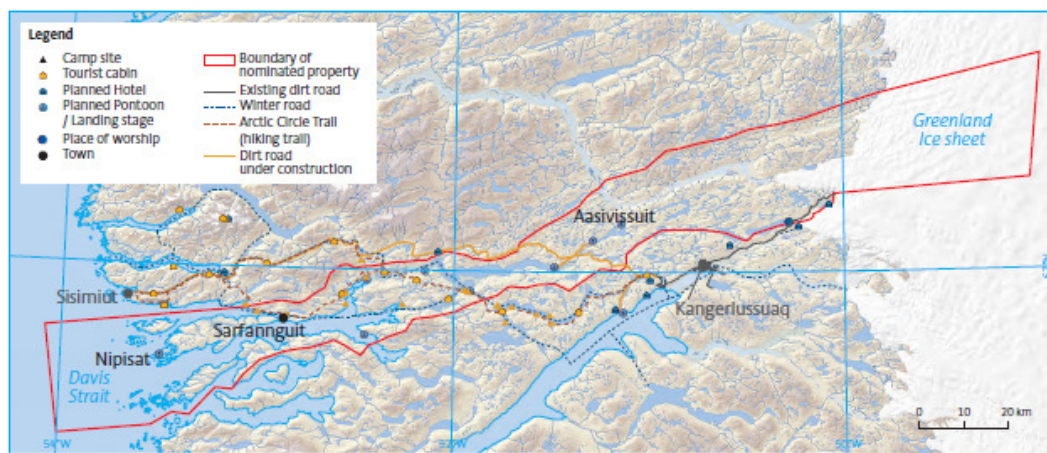 Legend
Camp site
Tourist cabin
Planned Hotel
Planned Pontoon
/ Landing stage
Place of worship
Town
Boundary of
nominated property
Existing dirt road
Winter road
Arctic Circle Trail
(hiking trail)
Dirt road
under construction
Greenland
Ice sheet
Aasivissuit
Sisimiut
Sarfannguit
Kangerlussuaq
Nipisat
Davis
Strait
0 10 20 km
54°W
50°W